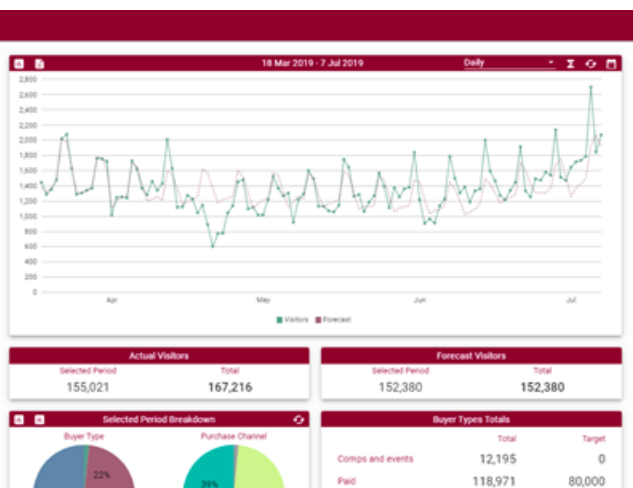 18 Mar 2019 - 7 Jul 2019 Daily
2,800
2,600
2,400
2,200
2,000
1,800
1,600
1,400
1,200
1,000
800
600
400
200
0
Apr May Jun Jul
Visitors Forecast
Actual Visitors
Selected Period Total
155,021 167,216
Forecast Visitors
Selected Period Total
152,380 152,380
Selected Period Breakdown
Buyer Type Purchase Channel
22% 39%
Buyer Types Totals
Total Target
Comps and events 12,195 0
Paid 118,971 80,000